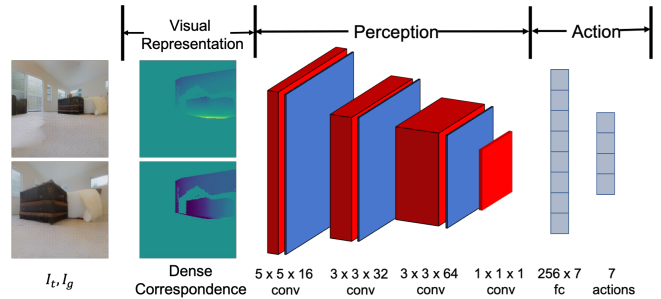 Visual
Representation
Perception
Action
I_t, I_g
Dense
Correspondence
5 x 5 x 16
conv
3 x 3 x 32
conv
3 x 3 x 64
conv
1 x 1 x 1
conv
256 x 7
fc
7
actions